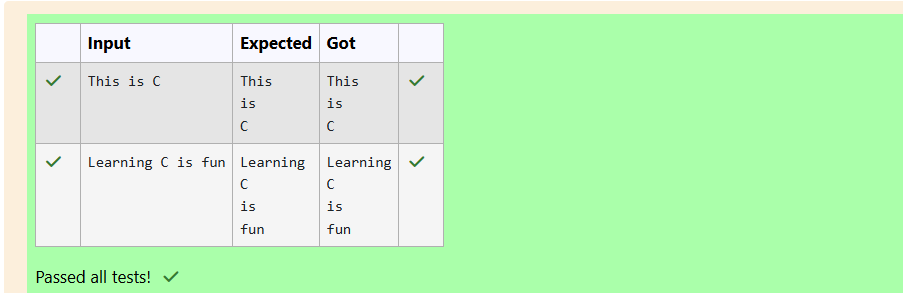 Input Expected Got
This is C This This
is is
C C
Learning C is fun Learning Learning
C C
is is
fun fun
Passed all tests!